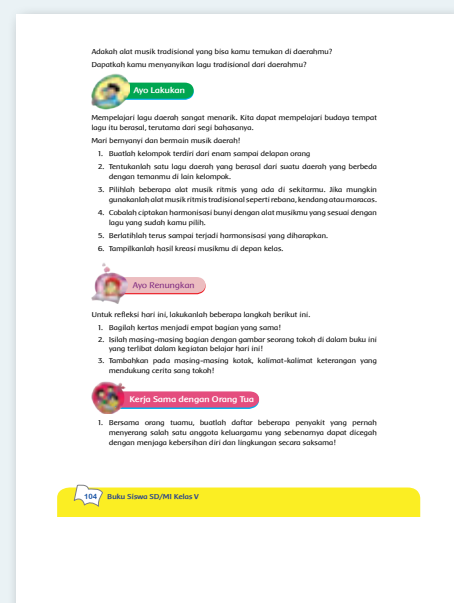 Adakah alat musik tradisional yang bisa kamu temukan di daerahmu?
Dapatkah kamu menyanyikan lagu tradisional dari daerahmu?
Ayo Lakukan
Mempelajari lagu daerah sangat menarik. Kita dapat mempelajari budaya tempat
lagu itu berasal, terutama dari segi bahasanya.
Mari bernyanyi dan bermain musik daerah!
1. Buatlah kelompok terdiri dari enam sampai delapan orang
2. Tentukanlah satu lagu daerah yang berasal dari suatu daerah yang berbeda
dengan temanmu di lain kelompok.
3. Pilihlah beberapa alat musik ritmis yang ada di sekitarmu. Jika mungkin
gunakanlah alat musik ritmis tradisional seperti rebana, kendang atau maracas.
4. Cobalah ciptakan harmonisasi bunyi dengan alat musikmu yang sesuai dengan
lagu yang sudah kamu pilih.
5. Berlatihlah terus sampai terjadi harmonsisasi yang diharapkan.
6. Tampilkanlah hasil kreasi musikmu di depan kelas.
Ayo Renungkan
Untuk refleksi hari ini, lakukanlah beberapa langkah berikut ini.
1. Bagilah kertas menjadi empat bagian yang sama!
2. Isilah masing-masing bagian dengan gambar seorang tokoh di dalam buku ini
yang terlibat dalam kegiatan belajar hari ini!
3. Tambahkan pada masing-masing kotak, kalimat-kalimat keterangan yang
mendukung cerita sang tokoh!
Kerja Sama dengan Orang Tua
1. Bersama orang tuamu, buatlah daftar beberapa penyakit yang pernah
menyerang salah satu anggota keluargamu yang sebenarnya dapat dicegah
dengan menjaga kebersihan diri dan lingkungan secara saksama!
104 Buku Siswa SD/MI Kelas V